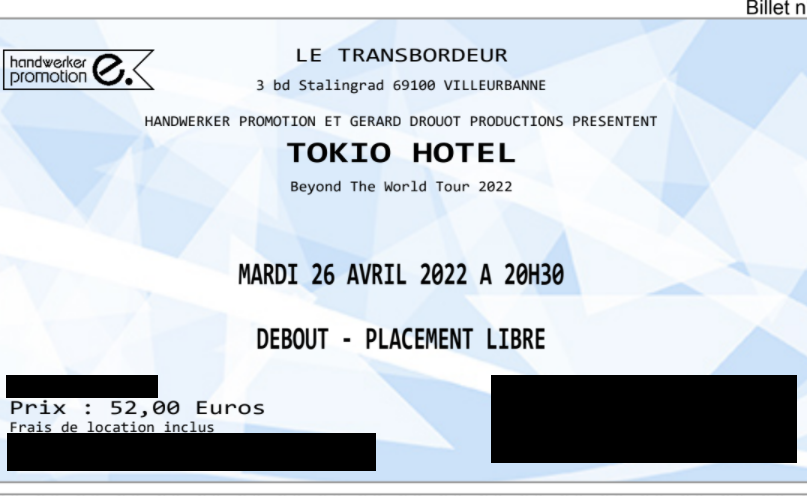 Billet n
handwerker
promotion e.
LE TRANSBORDEUR
3 bd Stalingrad 69100 VILLEURBANNE
HANDWERKER PROMOTION ET GERARD DROUOT PRODUCTIONS PRESENTENT
TOKIO HOTEL
Beyond The World Tour 2022
MARDI 26 AVRIL 2022 A 20H30
DEBOUT - PLACEMENT LIBRE
Prix : 52,00 Euros
Frais de location inclus